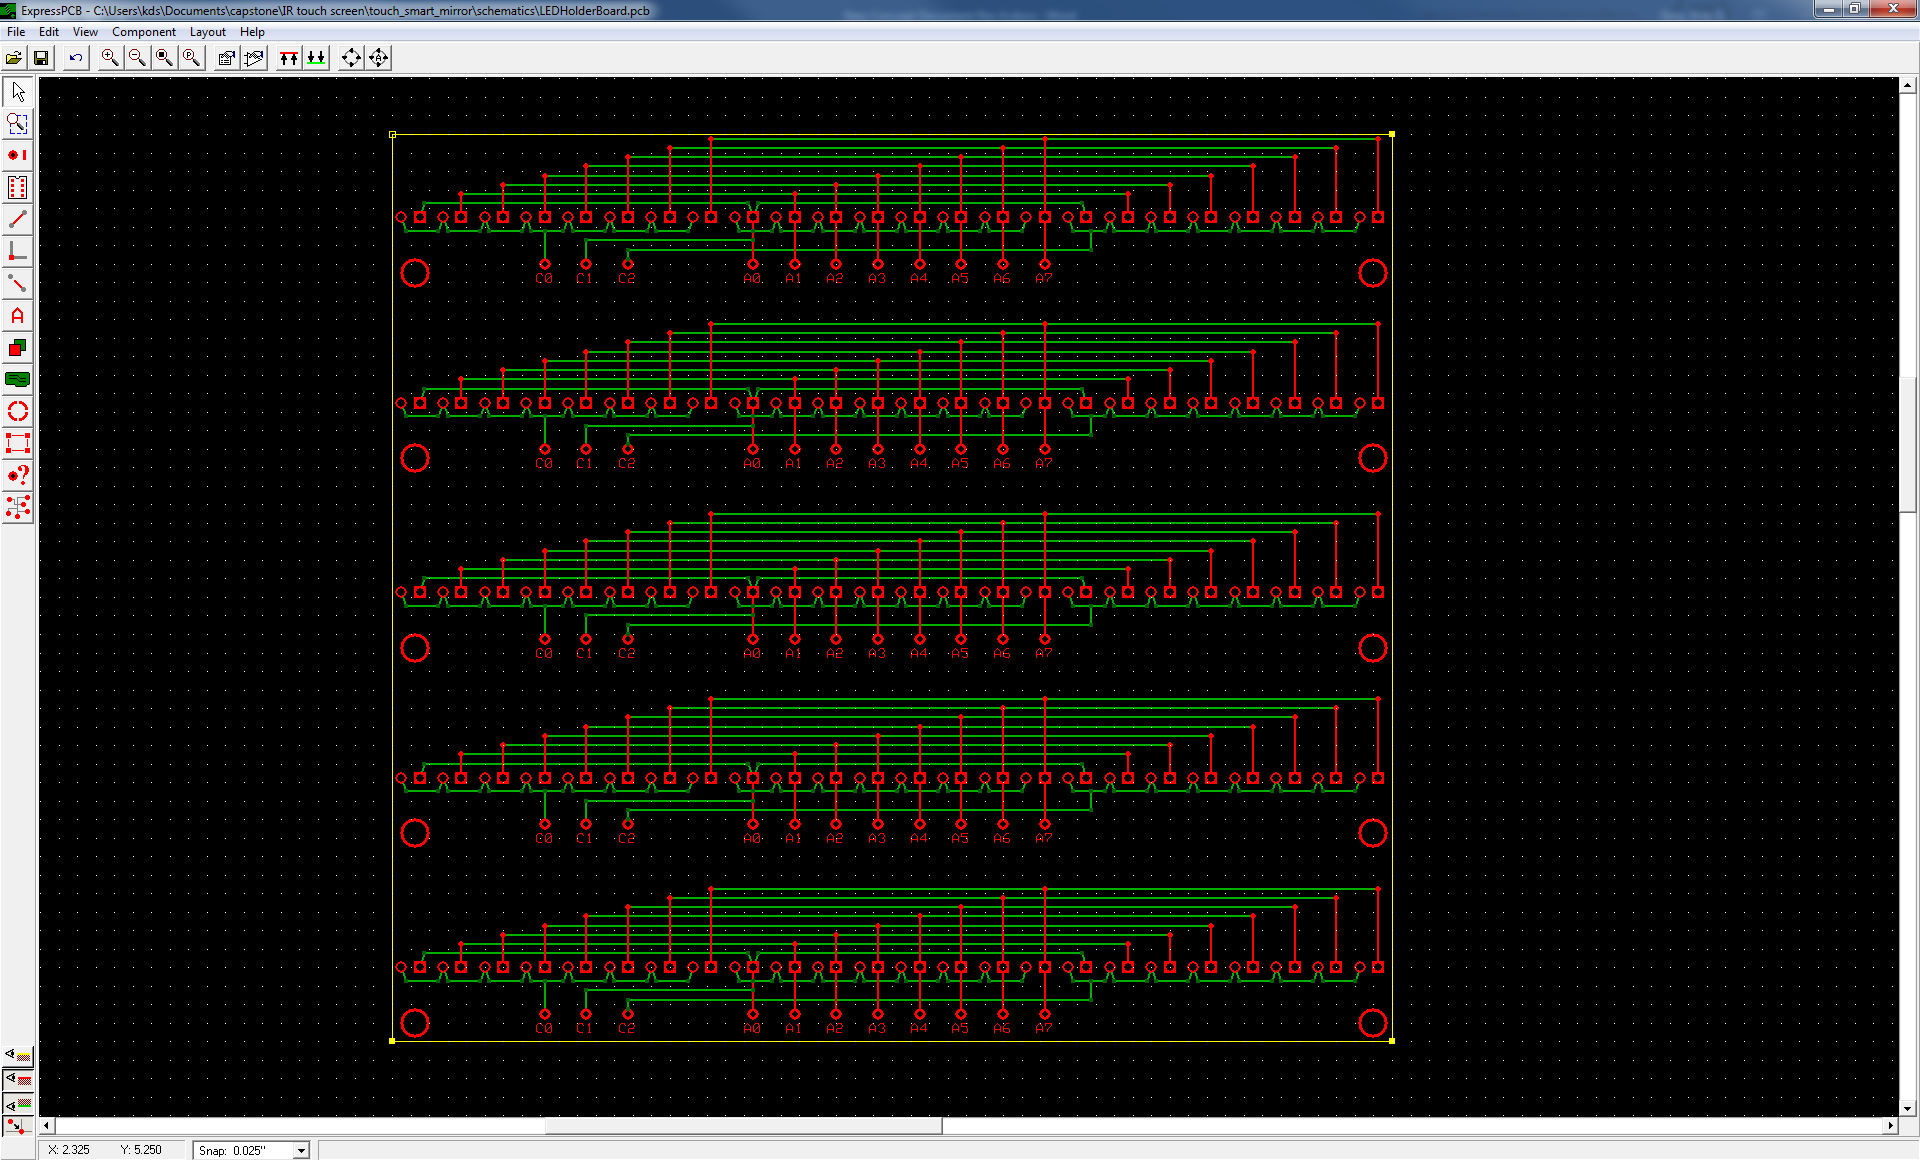 ExpressPCB - C:\Users\kds\Documents\capstone\IR touch screen\touch_smart_mirror\schematics\LEDHolderBoard.pcb
File Edit View Component Layout Help
C0 C1 C2 A0 A1 A2 A3 A4 A5 A6 A7
C0 C1 C2 A0 A1 A2 A3 A4 A5 A6 A7
C0 C1 C2 A0 A1 A2 A3 A4 A5 A6 A7
C0 C1 C2 A0 A1 A2 A3 A4 A5 A6 A7
C0 C1 C2 A0 A1 A2 A3 A4 A5 A6 A7
X: 2.325 Y: 5.250 Snap: 0.025"